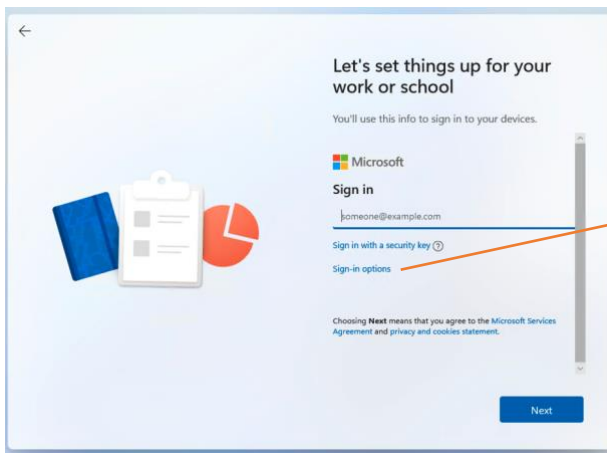 Let's set things up for your
work or school
You'll use this info to sign in to your devices.
Microsoft
Sign in
someone@example.com
Sign in with a security key
Sign-in options
Choosing Next means that you agree to the Microsoft Services
Agreement and privacy and cookies statement.
Next